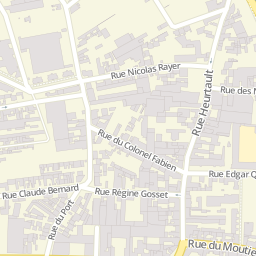 Rue Nicolas Rayer
Rue des
Rue Heurtault
Rue du Colonel Fabien
Rue Edgar Q
Rue Claude Bernard
Rue Régine Gosset
Rue du Port
Rue du Moutie